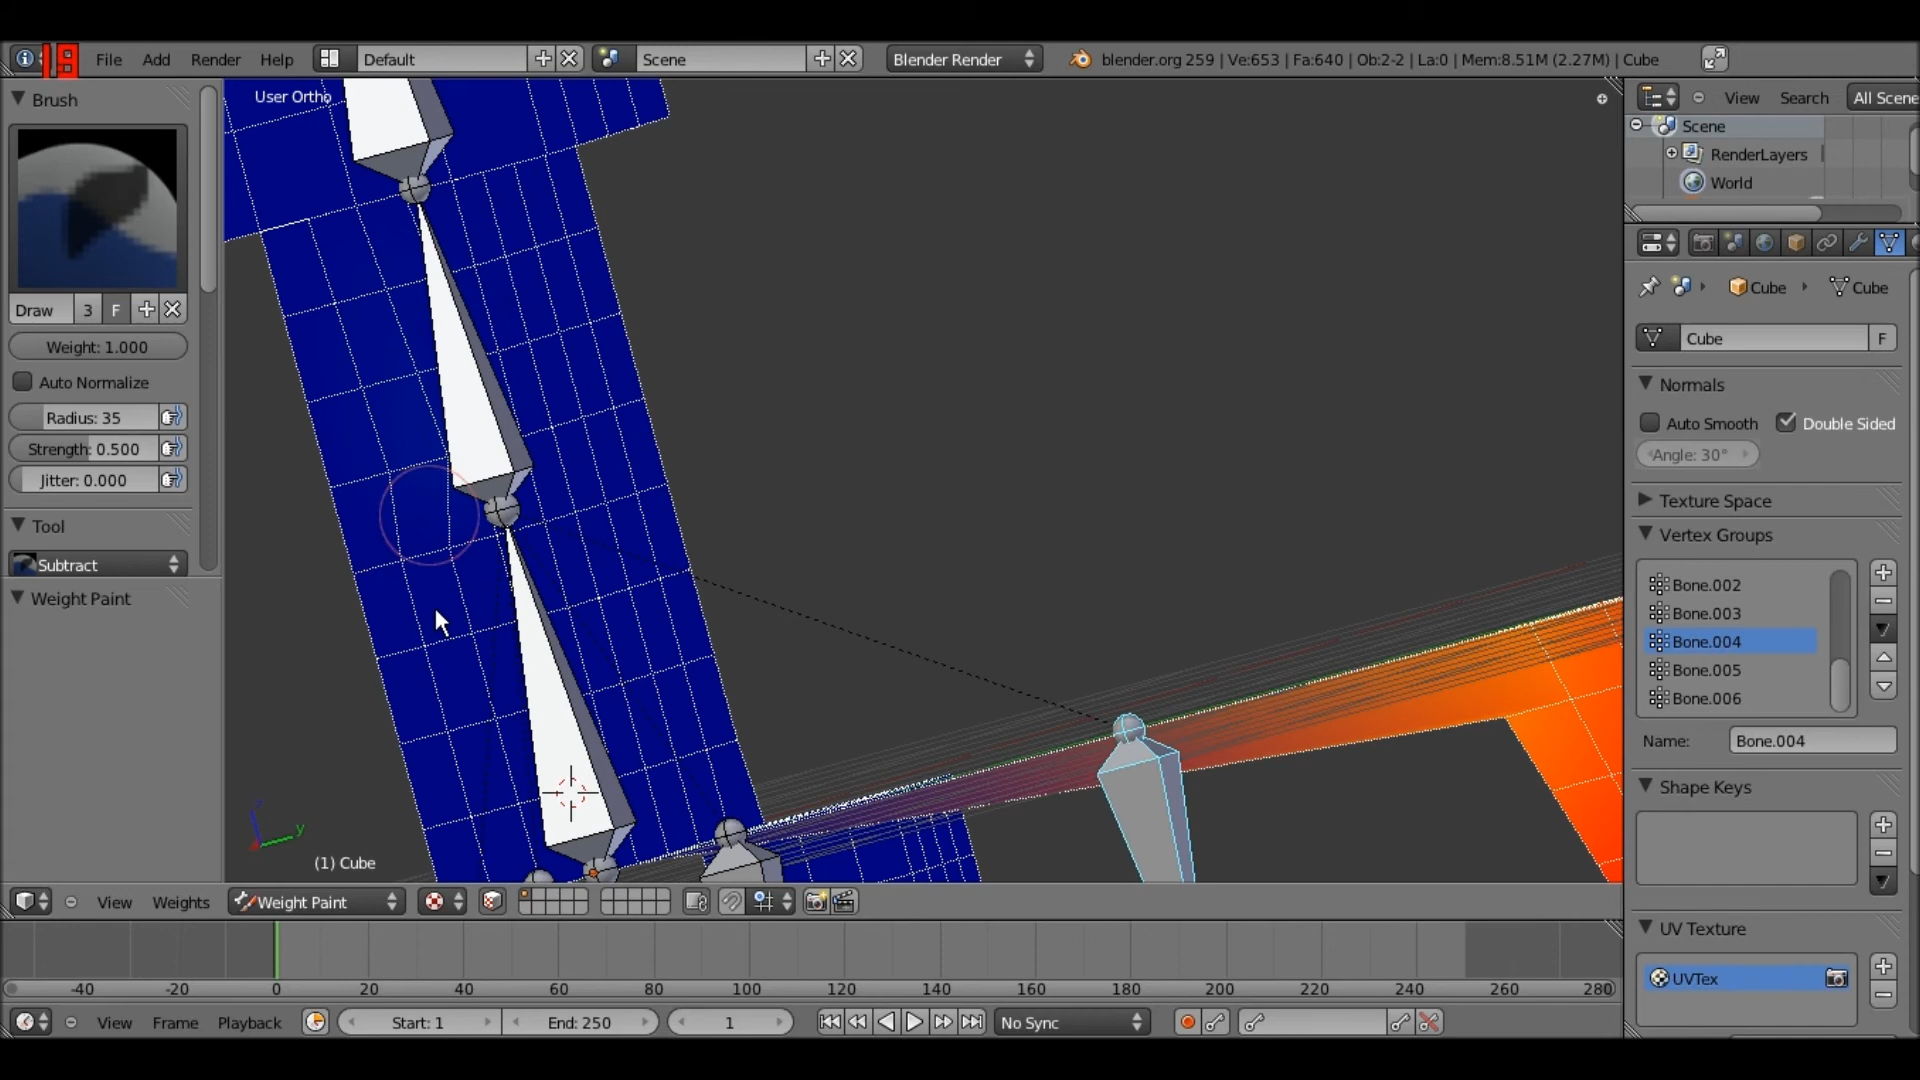 19 File Add Render Help Default Scene Blender Render blender.org 259 | Ve:653 | Fa:640 | Ob:2-2 | La:0 | Mem:8.51M (2.27M) | Cube
Brush
User Ortho
View Search All Scene
Scene
RenderLayers
World
Draw 3 F
Weight: 1.000
Auto Normalize
Radius: 35
Strength: 0.500
Jitter: 0.000
Tool
Subtract
Weight Paint
Cube Cube
Cube F
Normals
Auto Smooth Double Sided
Angle: 30°
Texture Space
Vertex Groups
Bone.002
Bone.003
Bone.004
Bone.005
Bone.006
Name: Bone.004
Shape Keys
UV Texture
UVTex
z
y
(1) Cube
View Weights Weight Paint
-40 -20 0 20 40 60 80 100 120 140 160 180 200 220 240 260 280
View Frame Playback Start: 1 End: 250 1 No Sync